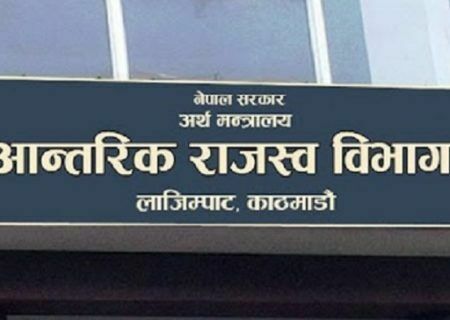 नेपाल सरकार
अर्थ मन्त्रालय
आन्तरिक राजस्व विभाग
लाजिम्पाट, काठमाडौं